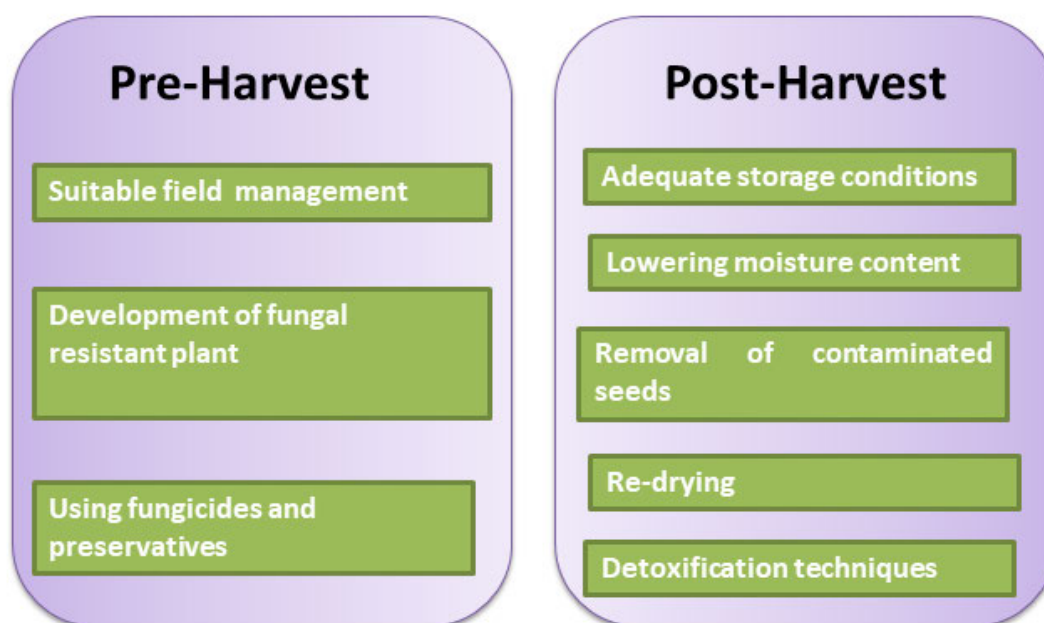 Pre-Harvest
Suitable field management
Development of fungal
resistant plant
Using fungicides and
preservatives
Post-Harvest
Adequate storage conditions
Lowering moisture content
Removal of contaminated
seeds
Re-drying
Detoxification techniques